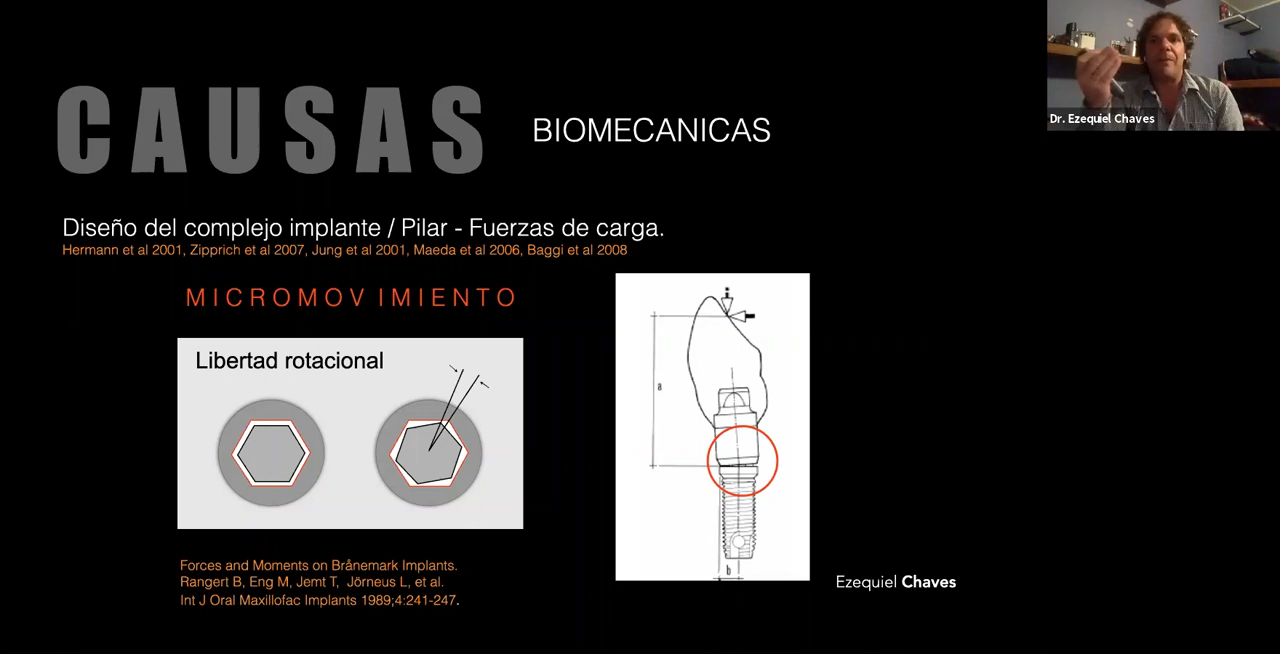 Dr. Ezequiel Chaves
CAUSAS
BIOMECANICAS
Diseño del complejo implante / Pilar - Fuerzas de carga.
Hermann et al 2001, Zipprich et al 2007, Jung et al 2001, Maeda et al 2006, Baggi et al 2008
MICROMOV IMIENTO
Libertad rotacional
a
b
Forces and Moments on Brånemark Implants.
Rangert B, Eng M, Jemt T, Jörneus L, et al.
Int J Oral Maxillofac Implants 1989;4:241-247.
Ezequiel Chaves